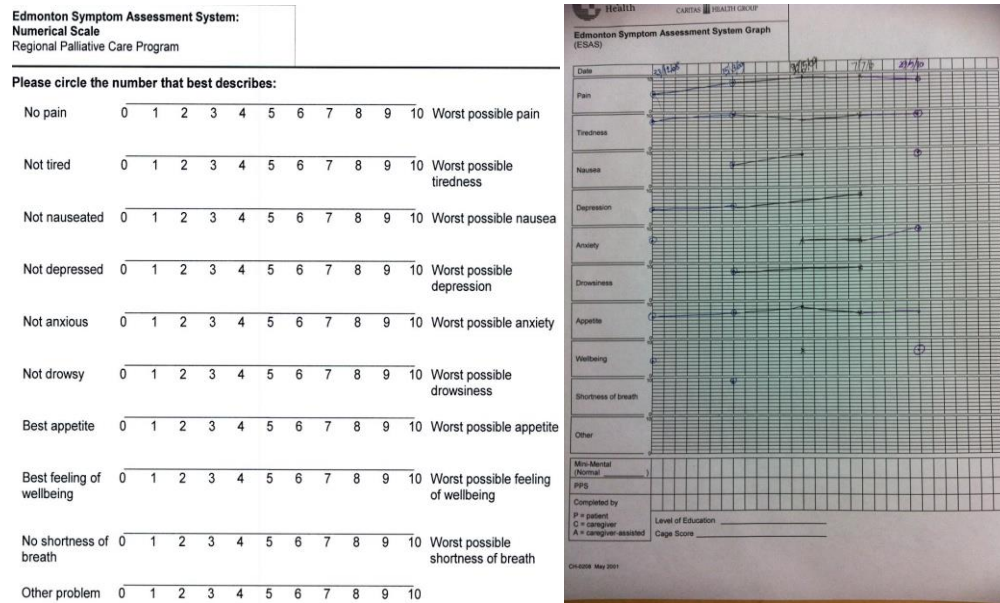 Edmonton Symptom Assessment System:
Numerical Scale
Regional Palliative Care Program
Please circle the number that best describes:
No pain 0 1 2 3 4 5 6 7 8 9 10 Worst possible pain
Not tired 0 1 2 3 4 5 6 7 8 9 10 Worst possible
tiredness
Not nauseated 0 1 2 3 4 5 6 7 8 9 10 Worst possible nausea
Not depressed 0 1 2 3 4 5 6 7 8 9 10 Worst possible
depression
Not anxious 0 1 2 3 4 5 6 7 8 9 10 Worst possible anxiety
Not drowsy 0 1 2 3 4 5 6 7 8 9 10 Worst possible
drowsiness
Best appetite 0 1 2 3 4 5 6 7 8 9 10 Worst possible appetite
Best feeling of 0 1 2 3 4 5 6 7 8 9 10 Worst possible feeling
wellbeing of wellbeing
No shortness of 0 1 2 3 4 5 6 7 8 9 10 Worst possible
breath shortness of breath
Other problem 0 1 2 3 4 5 6 7 8 9 10
Health CARITAS HEALTH GROUP
Edmonton Symptom Assessment System Graph
(ESAS)
Date
Pain
Tiredness
Nausea
Depression
Anxiety
Drowsiness
Appetite
Wellbeing
Shortness of breath
Other
Mini-Mental
(Normal )
PPS
Completed by
P = patient
C = caregiver
A = caregiver-assisted
Level of Education
Cage Score
CH-0208 May 2001